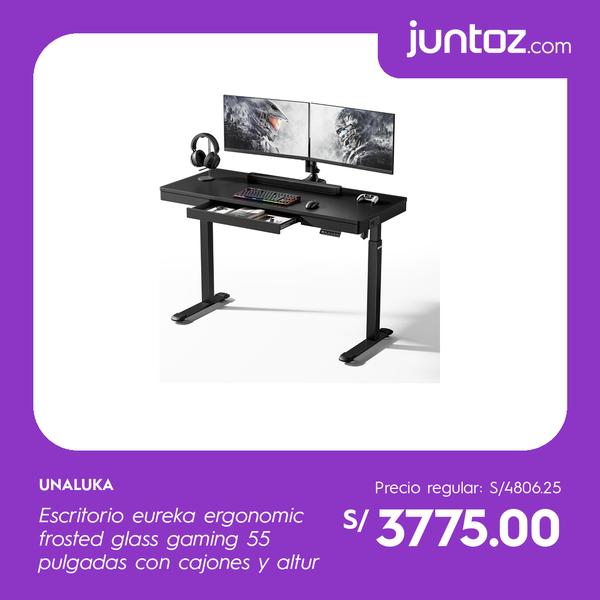 juntoz.com
UNALUKA
Escritorio eureka ergonomic
frosted glass gaming 55
pulgadas con cajones y altur
Precio regular: S/4806.25
S/ 3775.00